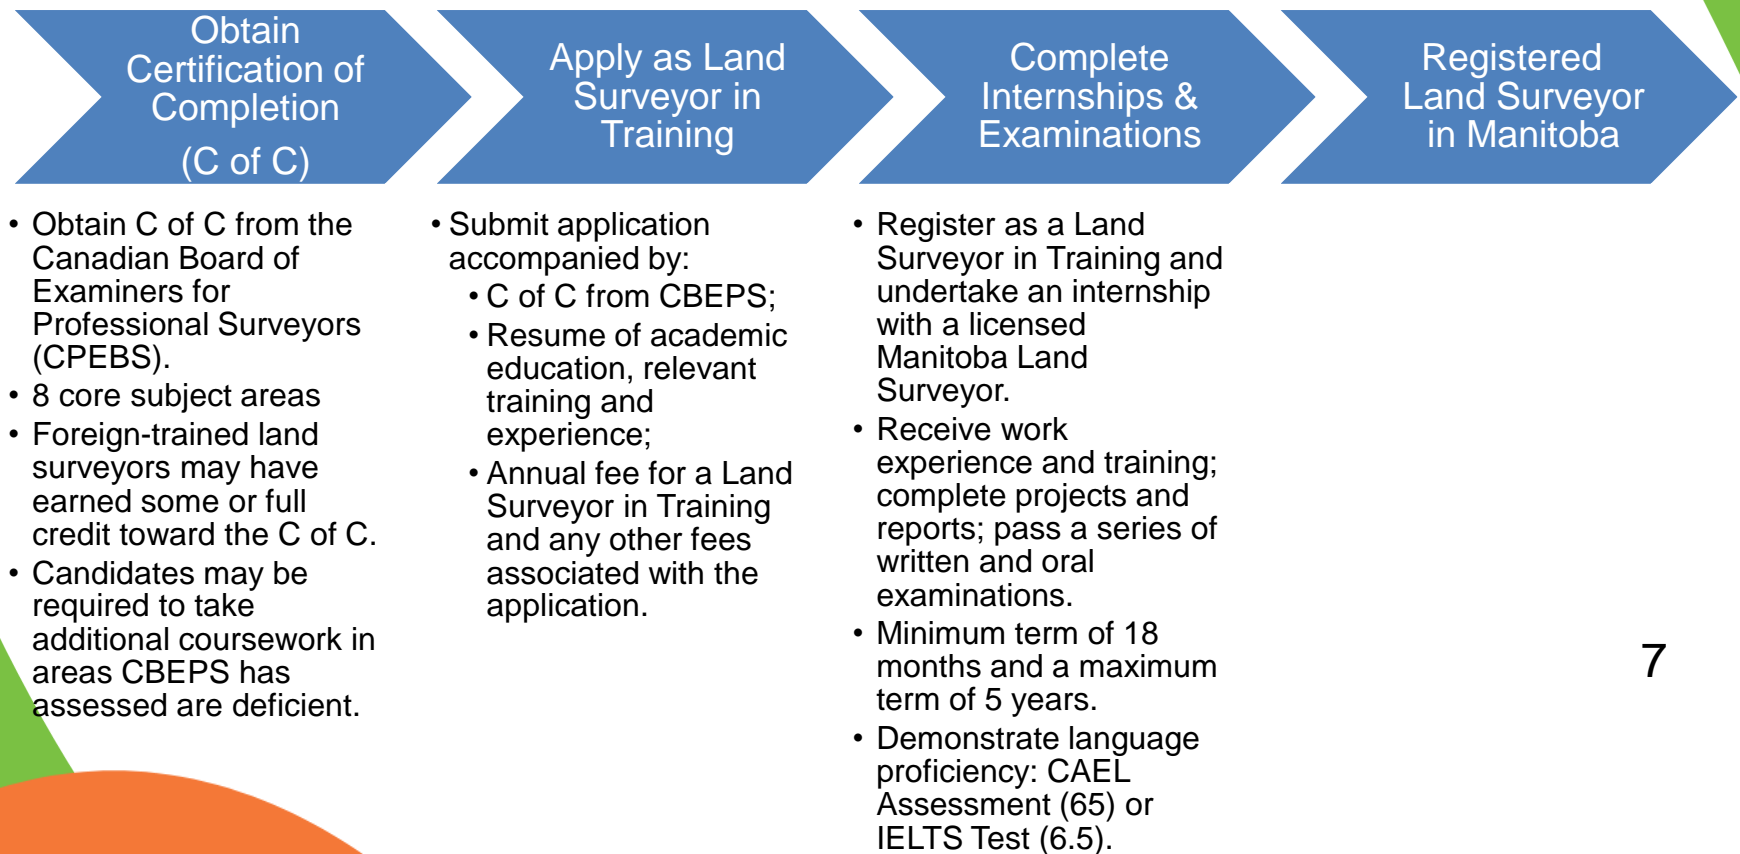 Obtain
Certification of
Completion
(C of C)
Apply as Land
Surveyor in
Training
Complete
Internships &
Examinations
Registered
Land Surveyor
in Manitoba
• Obtain C of C from the
Canadian Board of
Examiners for
Professional Surveyors
(CPEBS).
• 8 core subject areas
• Foreign-trained land
surveyors may have
earned some or full
credit toward the C of C.
• Candidates may be
required to take
additional coursework in
areas CBEPS has
assessed are deficient.
• Submit application
accompanied by:
• C of C from CBEPS;
• Resume of academic
education, relevant
training and
experience;
• Annual fee for a Land
Surveyor in Training
and any other fees
associated with the
application.
• Register as a Land
Surveyor in Training and
undertake an internship
with a licensed
Manitoba Land
Surveyor.
• Receive work
experience and training;
complete projects and
reports; pass a series of
written and oral
examinations.
• Minimum term of 18
months and a maximum
term of 5 years.
• Demonstrate language
proficiency: CAEL
Assessment (65) or
IELTS Test (6.5).
7